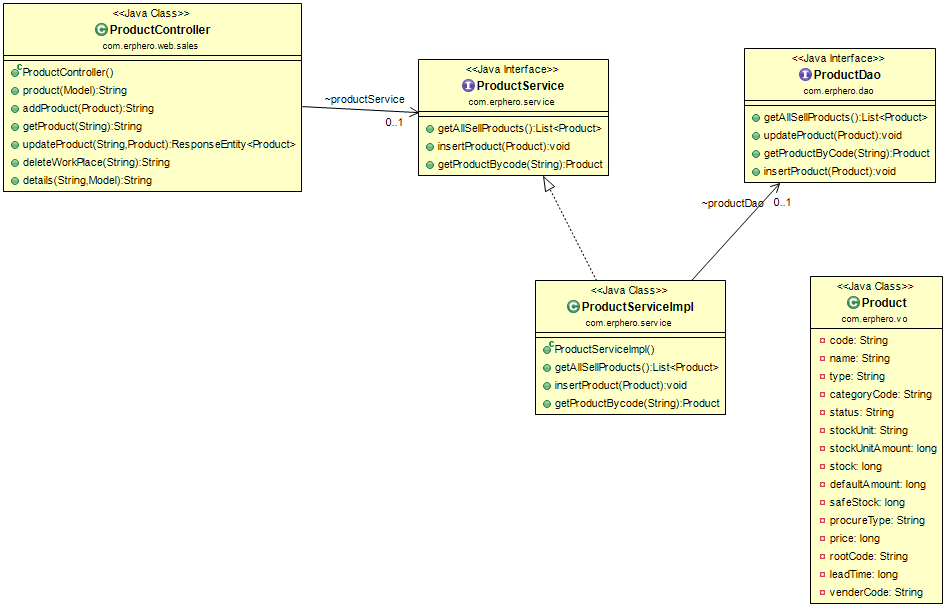 <<Java Class>>
ProductController
com.erphero.web.sales
ProductController()
product(Model):String
addProduct(Product):String
getProduct(String):String
updateProduct(String,Product):ResponseEntity<Product>
deleteWorkPlace(String):String
details(String,Model):String
~productService
0..1
<<Java Interface>>
ProductService
com.erphero.service
getAllSellProducts():List<Product>
insertProduct(Product):void
getProductBycode(String):Product
<<Java Interface>>
ProductDao
com.erphero.dao
getAllSellProducts():List<Product>
updateProduct(Product):void
getProductByCode(String):Product
insertProduct(Product):void
~productDao
0..1
<<Java Class>>
ProductServiceImpl
com.erphero.service
ProductServiceImpl()
getAllSellProducts():List<Product>
insertProduct(Product):void
getProductBycode(String):Product
<<Java Class>>
Product
com.erphero.vo
code: String
name: String
type: String
categoryCode: String
status: String
stockUnit: String
stockUnitAmount: long
stock: long
defaultAmount: long
safeStock: long
procureType: String
price: long
rootCode: String
leadTime: long
venderCode: String